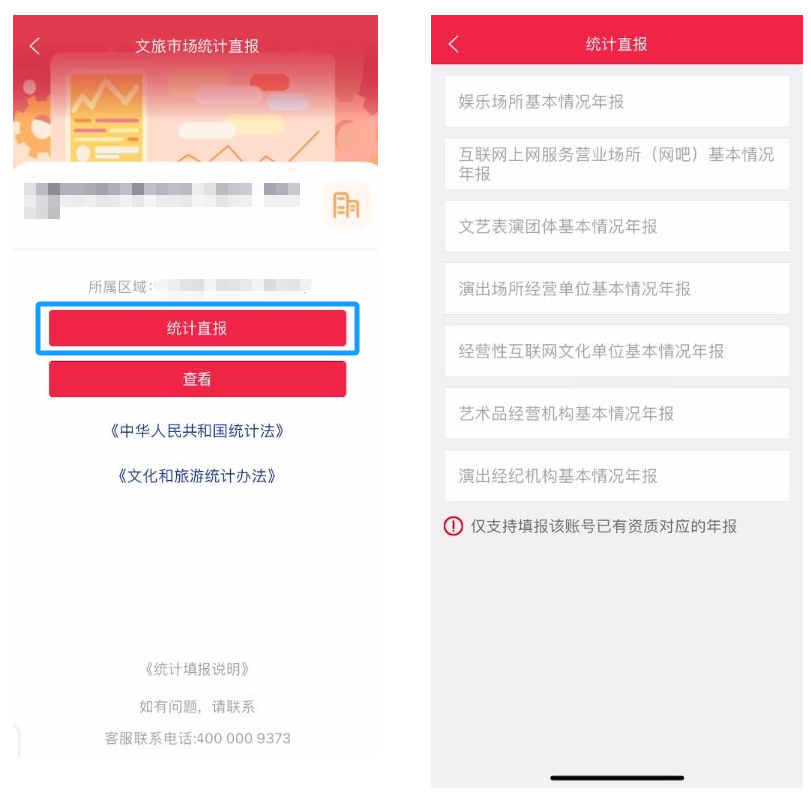 文旅市场统计直报
所属区域:
统计直报
查看
《中华人民共和国统计法》
《文化和旅游统计办法》
《统计填报说明》
如有问题，请联系
客服联系电话:400 000 9373
统计直报
娱乐场所基本情况年报
互联网上网服务营业场所（网吧）基本情况
年报
文艺表演团体基本情况年报
演出场所经营单位基本情况年报
经营性互联网文化单位基本情况年报
艺术品经营机构基本情况年报
演出经纪机构基本情况年报
仅支持填报该账号已有资质对应的年报